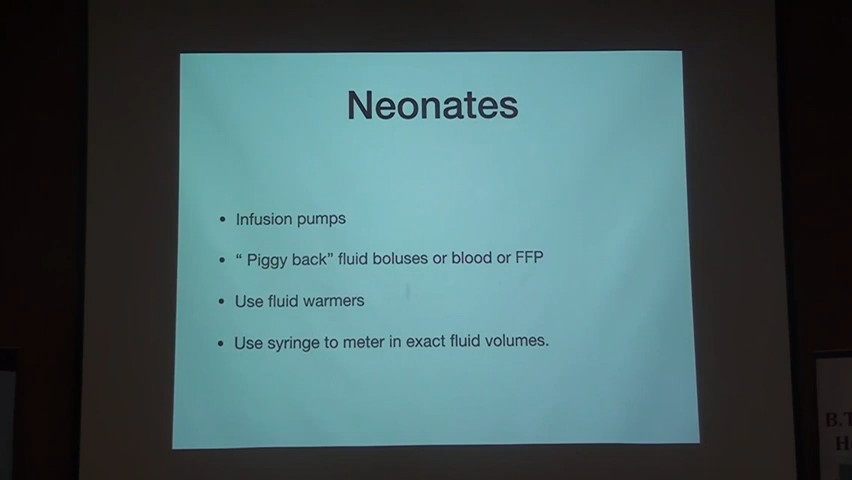 Neonates
• Infusion pumps
• “ Piggy back” fluid boluses or blood or FFP
• Use fluid warmers
• Use syringe to meter in exact fluid volumes.